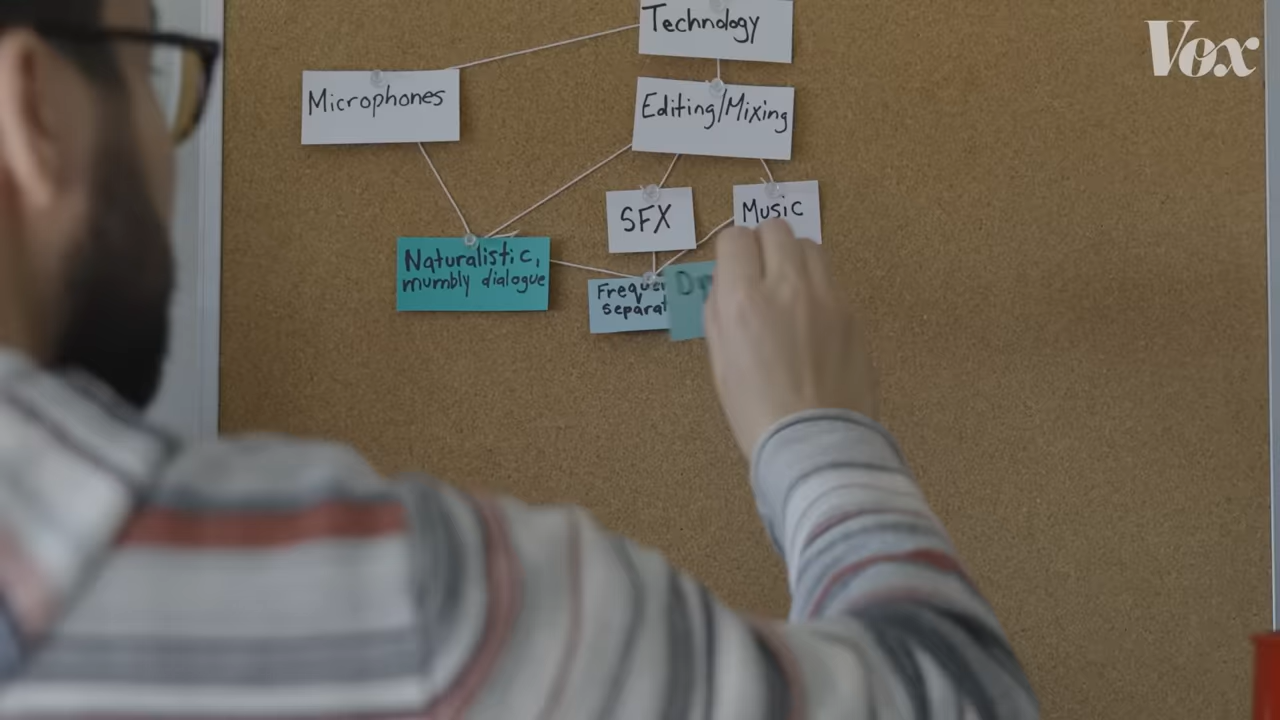 Technology
Vox
Microphones
Editing/Mixing
SFX
Music
Naturalistic,
mumbly dialogue